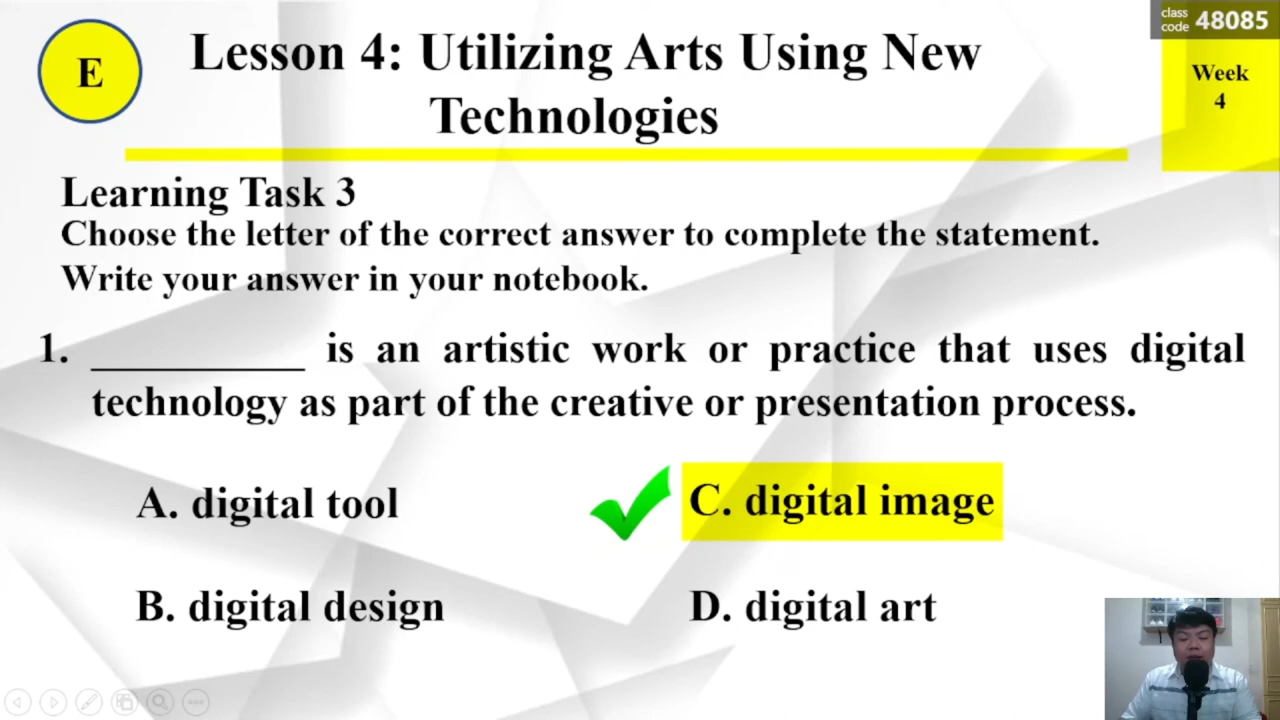 class
code 48085
E
Lesson 4: Utilizing Arts Using New
Technologies
Week
4
Learning Task 3
Choose the letter of the correct answer to complete the statement.
Write your answer in your notebook.
1. __________ is an artistic work or practice that uses digital
technology as part of the creative or presentation process.
A. digital tool
C. digital image
B. digital design
D. digital art